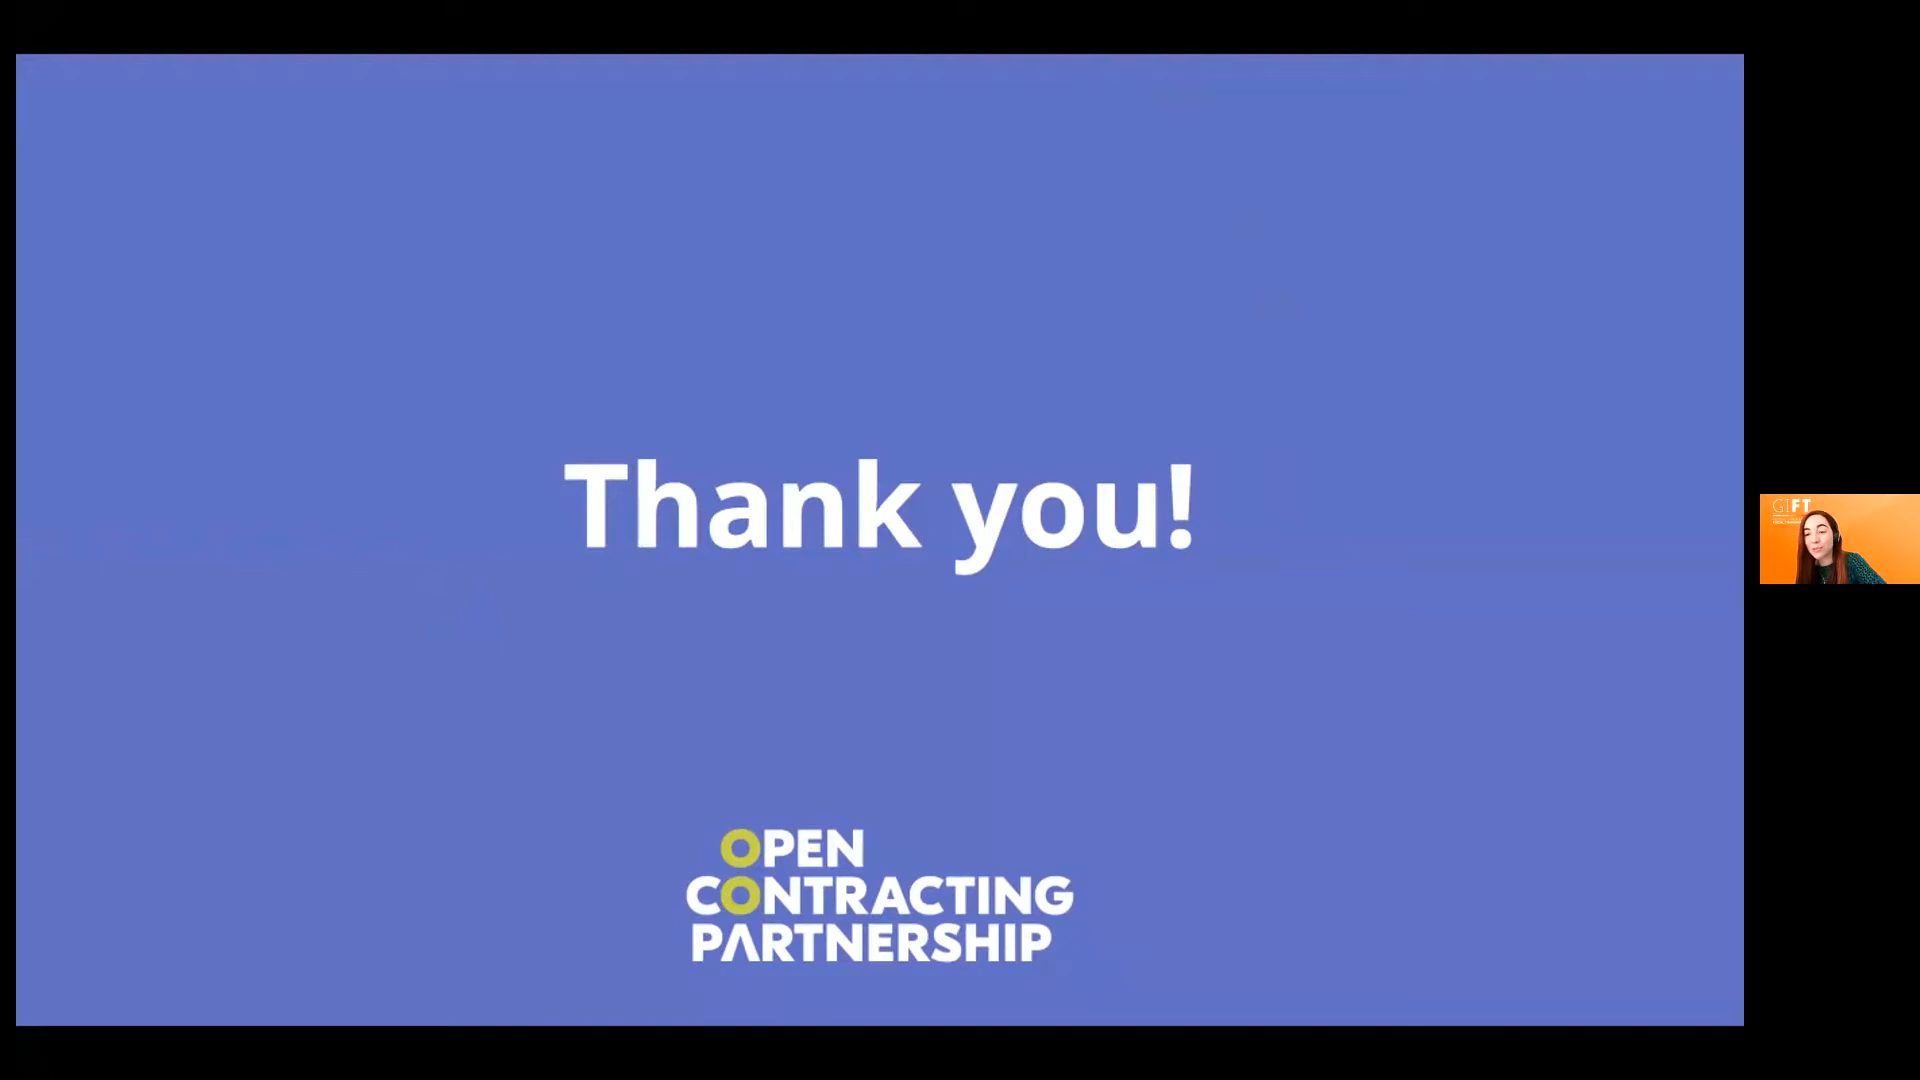 Thank you!
OPEN
CONTRACTING
PARTNERSHIP
GIFT